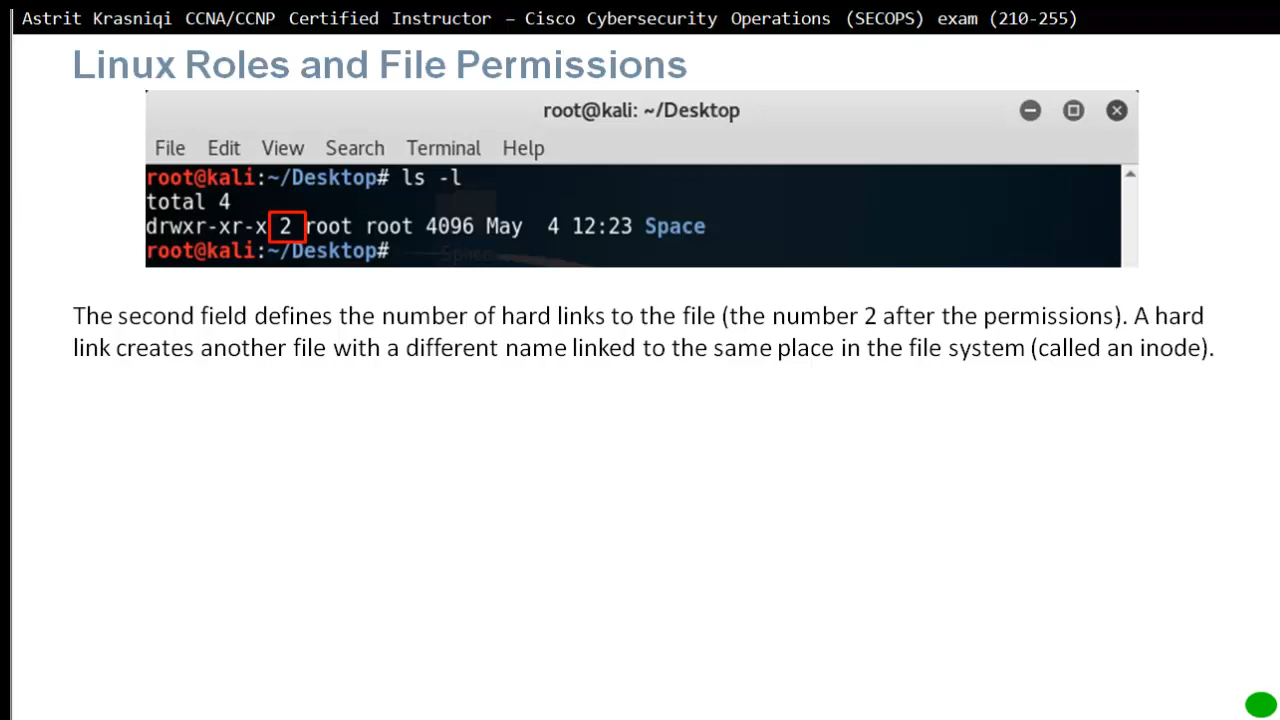 Astrit Krasniqi CCNA/CCNP Certified Instructor – Cisco Cybersecurity Operations (SECOPS) exam (210-255)
Linux Roles and File Permissions
root@kali: ~/Desktop
File Edit View Search Terminal Help
root@kali:~/Desktop# ls -l
total 4
drwxr-xr-x 2 root root 4096 May  4 12:23 Space
root@kali:~/Desktop#
Space
The second field defines the number of hard links to the file (the number 2 after the permissions). A hard
link creates another file with a different name linked to the same place in the file system (called an inode).